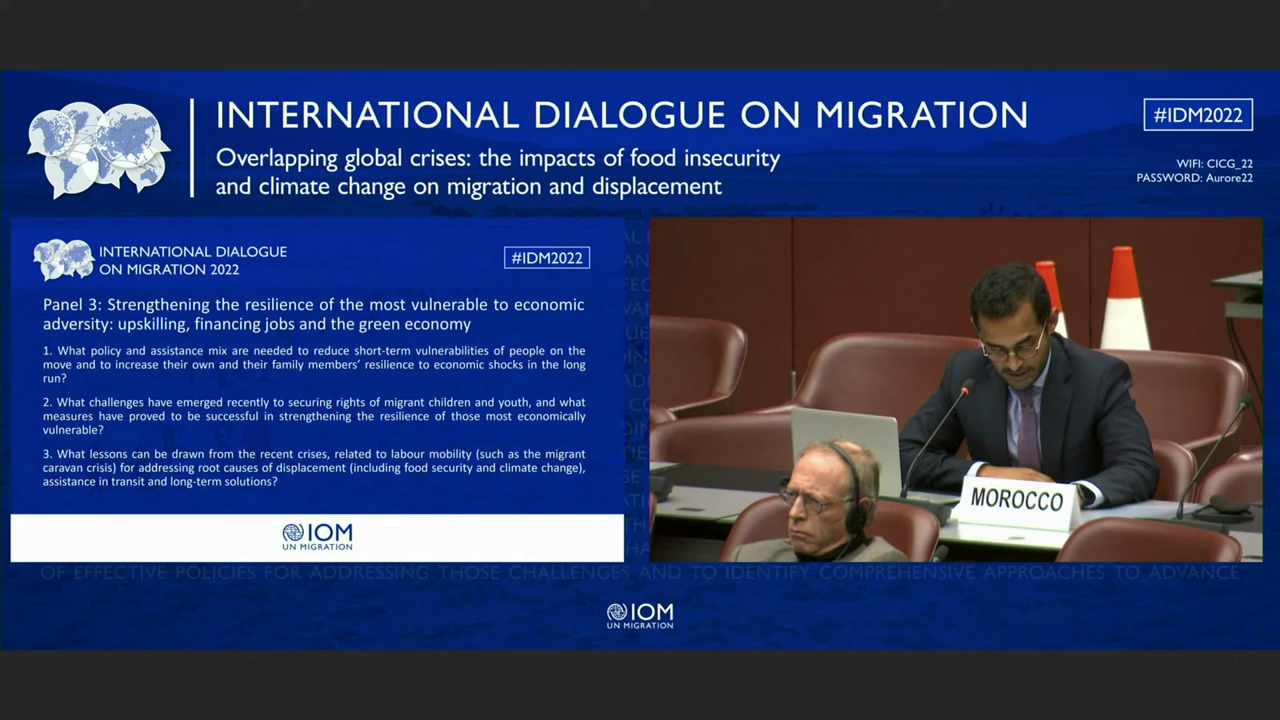 INTERNATIONAL DIALOGUE ON MIGRATION
Overlapping global crises: the impacts of food insecurity
and climate change on migration and displacement
#IDM2022
WIFI: CICG_22
PASSWORD: Aurore22
INTERNATIONAL DIALOGUE
ON MIGRATION 2022
#IDM2022
Panel 3: Strengthening the resilience of the most vulnerable to economic
adversity: upskilling, financing jobs and the green economy
1. What policy and assistance mix are needed to reduce short-term vulnerabilities of people on the
move and to increase their own and their family members’ resilience to economic shocks in the long
run?
2. What challenges have emerged recently to securing rights of migrant children and youth, and what
measures have proved to be successful in strengthening the resilience of those most economically
vulnerable?
3. What lessons can be drawn from the recent crises, related to labour mobility (such as the migrant
caravan crisis) for addressing root causes of displacement (including food security and climate change),
assistance in transit and long-term solutions?
IOM
UN MIGRATION
MOROCCO
OF EFFECTIVE POLICIES FOR ADDRESSING THOSE CHALLENGES AND TO IDENTIFY COMPREHENSIVE APPROACHES TO ADVANCE
IOM
UN MIGRATION